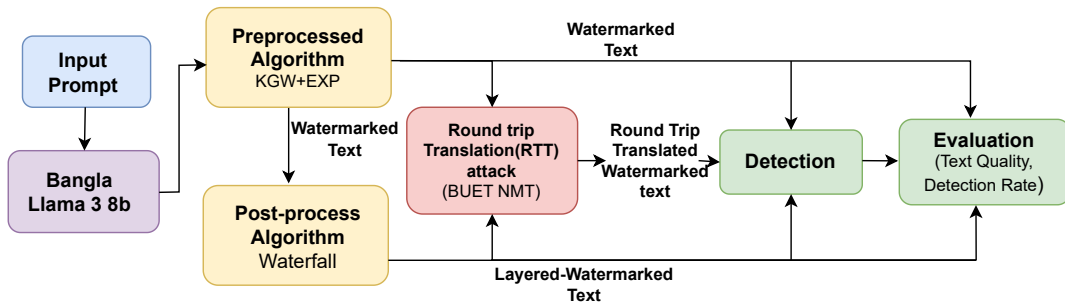 Input
Prompt
Bangla
Llama 3 8b
Preprocessed
Algorithm
KGW+EXP
Watermarked
Text
Post-process
Algorithm
Waterfall
Watermarked
Text
Round trip
Translation(RTT)
attack
(BUET NMT)
Round Trip
Translated
Watermarked
text
Detection
Evaluation
(Text Quality,
Detection Rate)
Layered-Watermarked
Text